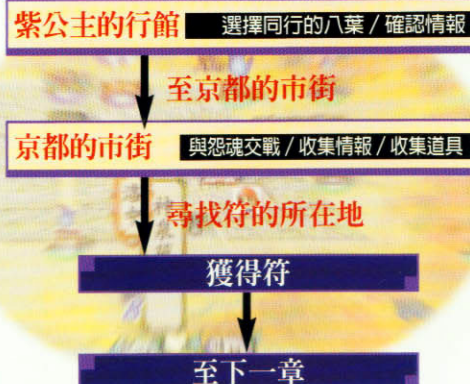 紫公主的行館 選擇同行的八葉 / 確認情報
至京都的市街
京都的市街 與怨魂交戰 / 收集情報 / 收集道具
尋找符的所在地
獲得符
至下一章